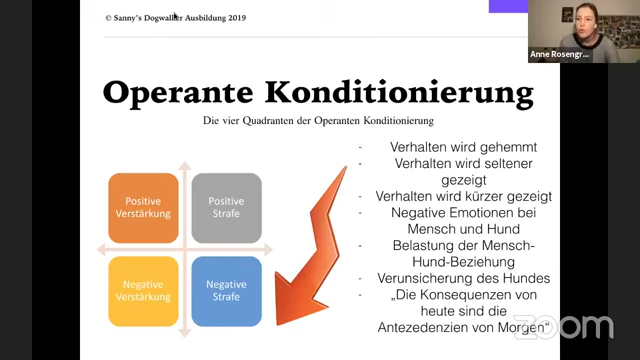 © Sanny's Dogwalker Ausbildung 2019
Anne Rosengr...
Operante Konditionierung
Die vier Quadranten der Operanten Konditionierung
Positive
Verstärkung
Positive
Strafe
Negative
Verstärkung
Negative
Strafe
- Verhalten wird gehemmt
- Verhalten wird seltener
gezeigt
- Verhalten wird kürzer gezeigt
- Negative Emotionen bei
Mensch und Hund
- Belastung der Mensch-
Hund-Beziehung
- Verunsicherung des Hundes
- „Die Konsequenzen von
heute sind die
Antezedenzien von Morgen“
zoom